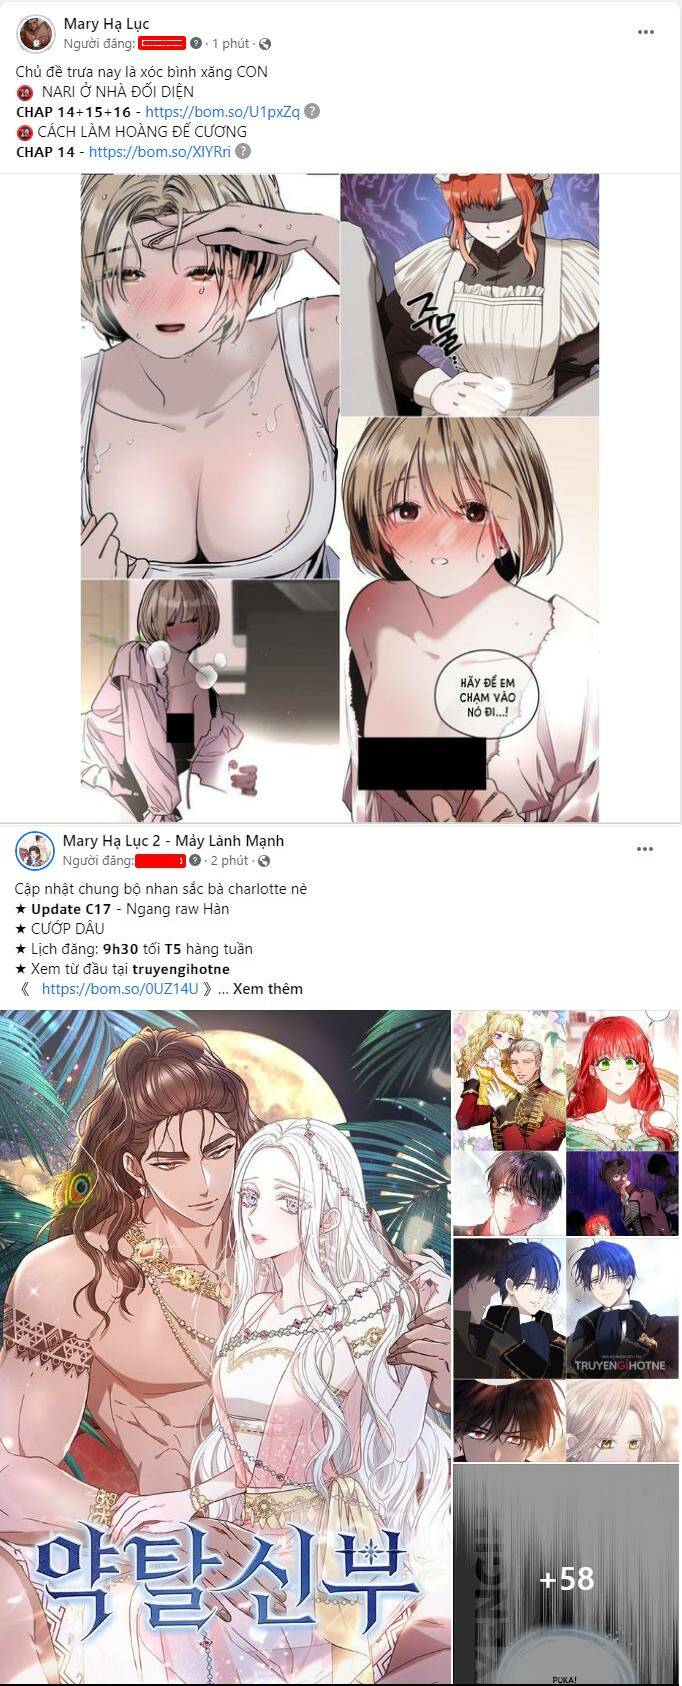 Mary Hạ Lục
Người đăng: · 1 phút ·
Chủ đề trưa nay là xóc bình xăng CON
NARI Ở NHÀ ĐỐI DIỆN
CHAP 14+15+16 - https://bom.so/U1pxZq
CÁCH LÀM HOÀNG ĐẾ CƯƠNG
CHAP 14 - https://bom.so/XlYRri
주물...
HÃY ĐỂ EM
CHẠM VÀO
NÓ ĐI...!
Mary Hạ Lục 2 - Mảy Lành Mạnh
Người đăng: · 2 phút ·
Cập nhật chung bộ nhan sắc bà charlotte nè
★ Update C17 - Ngang raw Hàn
★ CƯỚP DÂU
★ Lịch đăng: 9h30 tối T5 hàng tuần
★ Xem từ đầu tại truyengihotne
《 https://bom.so/0UZ14U 》... Xem thêm
TRUYENGIHOTNE
약탈신부
+58
PUKA!